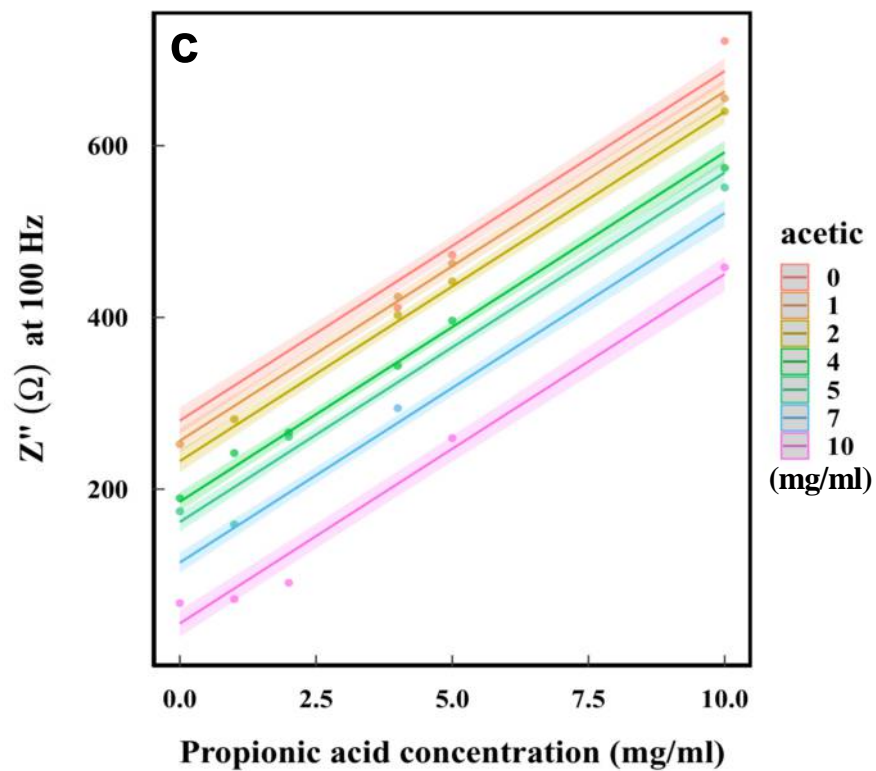 c
600
400
200
Z" (Ω) at 100 Hz
0.0 2.5 5.0 7.5 10.0
Propionic acid concentration (mg/ml)
acetic
0
1
2
4
5
7
10
(mg/ml)